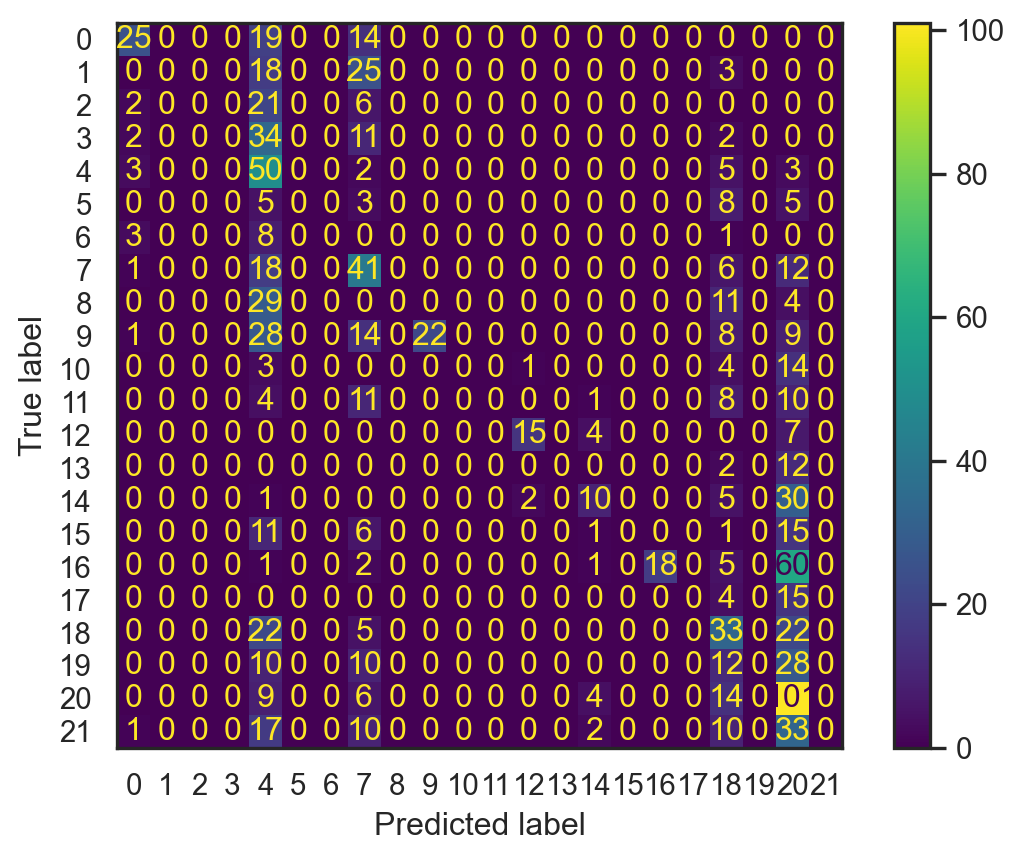 0 25 0 0 0 19 0 0 14 0 0 0 0 0 0 0 0 0 0 0 0 0 0 100
1 0 0 0 0 18 0 0 25 0 0 0 0 0 0 0 0 0 0 3 0 0 0
2 2 0 0 0 21 0 0 6 0 0 0 0 0 0 0 0 0 0 0 0 0 0
3 2 0 0 0 34 0 0 11 0 0 0 0 0 0 0 0 0 0 2 0 0 0
4 3 0 0 0 50 0 0 2 0 0 0 0 0 0 0 0 0 0 5 0 3 0 80
5 0 0 0 0 5 0 0 3 0 0 0 0 0 0 0 0 0 0 8 0 5 0
6 3 0 0 0 8 0 0 0 0 0 0 0 0 0 0 0 0 0 1 0 0 0
7 1 0 0 0 18 0 0 41 0 0 0 0 0 0 0 0 0 0 6 0 12 0
8 0 0 0 0 29 0 0 0 0 0 0 0 0 0 0 0 0 0 11 0 4 0 60
9 1 0 0 0 28 0 0 14 0 22 0 0 0 0 0 0 0 0 8 0 9 0
10 0 0 0 0 3 0 0 0 0 0 0 0 1 0 0 0 0 0 4 0 14 0
True label
11 0 0 0 0 4 0 0 11 0 0 0 0 0 0 1 0 0 0 8 0 10 0
12 0 0 0 0 0 0 0 0 0 0 0 0 15 0 4 0 0 0 0 0 7 0
13 0 0 0 0 0 0 0 0 0 0 0 0 0 0 0 0 0 0 2 0 12 0 40
14 0 0 0 0 1 0 0 0 0 0 0 0 2 0 10 0 0 0 5 0 30 0
15 0 0 0 0 11 0 0 6 0 0 0 0 0 0 1 0 0 0 1 0 15 0
16 0 0 0 0 1 0 0 2 0 0 0 0 0 0 1 0 18 0 5 0 60 0
17 0 0 0 0 0 0 0 0 0 0 0 0 0 0 0 0 0 0 4 0 15 0 20
18 0 0 0 0 22 0 0 5 0 0 0 0 0 0 0 0 0 0 33 0 22 0
19 0 0 0 0 10 0 0 10 0 0 0 0 0 0 0 0 0 0 12 0 28 0
20 0 0 0 0 9 0 0 6 0 0 0 0 0 0 4 0 0 0 14 0 101 0
21 1 0 0 0 17 0 0 10 0 0 0 0 0 0 2 0 0 0 10 0 33 0 0
0 1 2 3 4 5 6 7 8 9 10 11 12 13 14 15 16 17 18 19 20 21
Predicted label